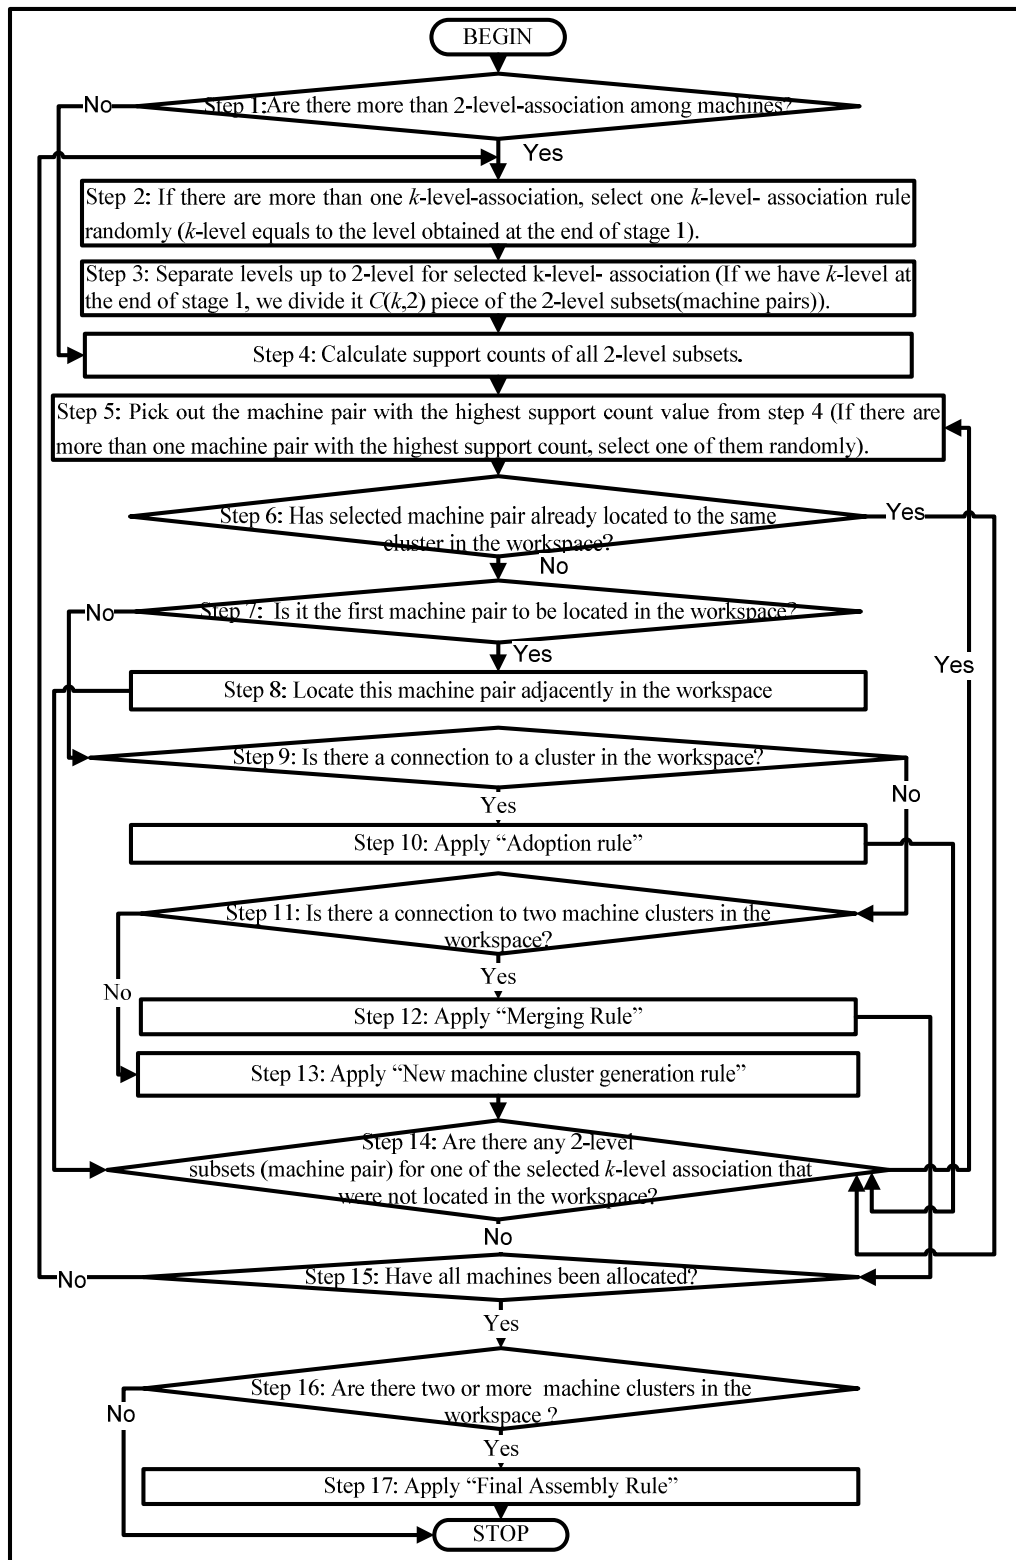 BEGIN
No
Step 1:Are there more than 2-level-association among machines?
Yes
Step 2: If there are more than one k-level-association, select one k-level- association rule
randomly (k-level equals to the level obtained at the end of stage 1).
Step 3: Separate levels up to 2-level for selected k-level- association (If we have k-level at
the end of stage 1, we divide it C(k,2) piece of the 2-level subsets(machine pairs)).
Step 4: Calculate support counts of all 2-level subsets.
Step 5: Pick out the machine pair with the highest support count value from step 4 (If there are
more than one machine pair with the highest support count, select one of them randomly).
Step 6: Has selected machine pair already located to the same
cluster in the workspace?
Yes
No
No
Step 7: Is it the first machine pair to be located in the workspace?
Yes
Yes
Step 8: Locate this machine pair adjacently in the workspace
Step 9: Is there a connection to a cluster in the workspace?
No
Yes
Step 10: Apply “Adoption rule”
Step 11: Is there a connection to two machine clusters in the
workspace?
Yes
No
Step 12: Apply “Merging Rule”
Step 13: Apply “New machine cluster generation rule”
Step 14: Are there any 2-level
subsets (machine pair) for one of the selected k-level association that
were not located in the workspace?
No
No
Step 15: Have all machines been allocated?
Yes
Step 16: Are there two or more machine clusters in the
workspace ?
No
Yes
Step 17: Apply “Final Assembly Rule”
STOP